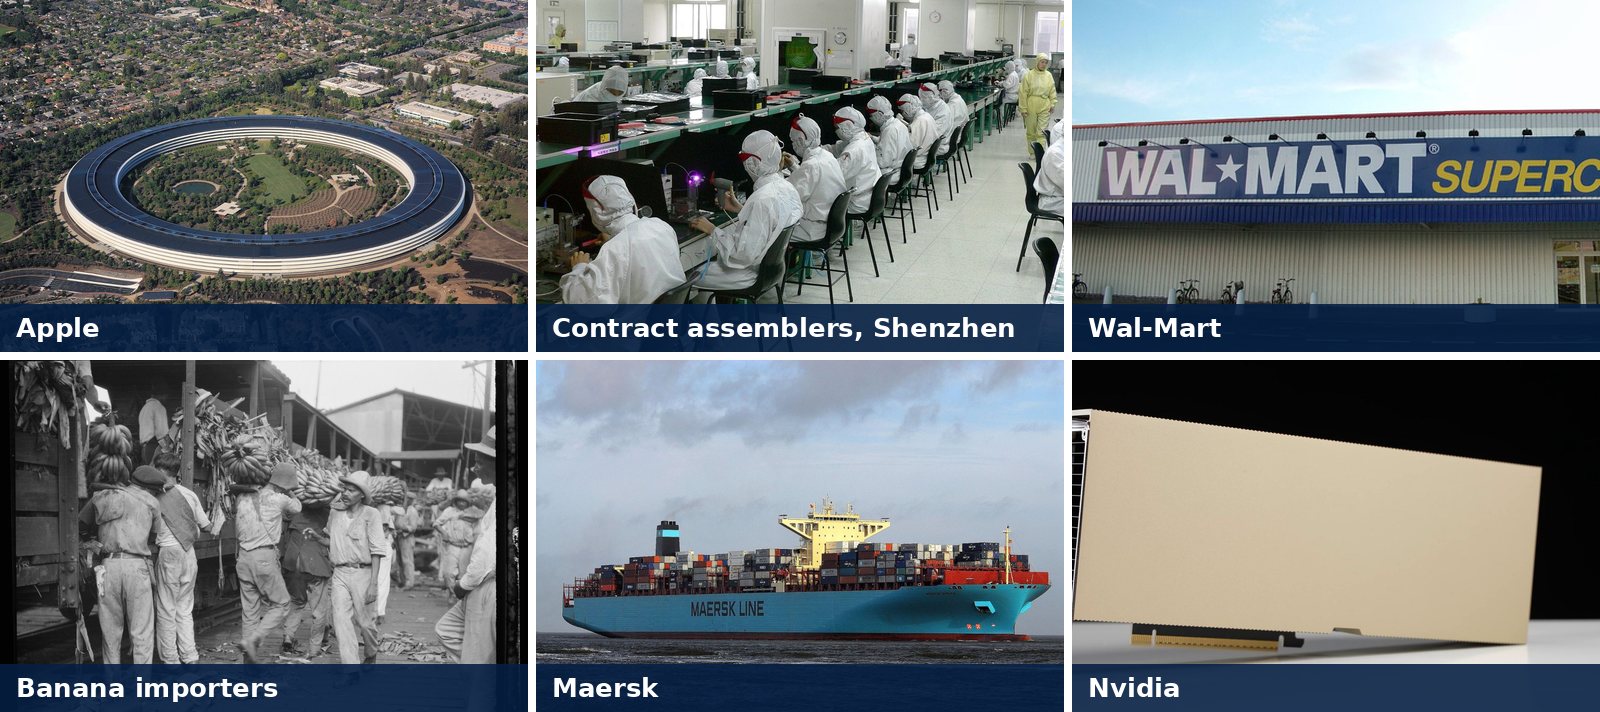 WAL★MART® SUPERC
Apple
Contract assemblers, Shenzhen
Wal-Mart
MAERSK LINE
Banana importers
Maersk
Nvidia